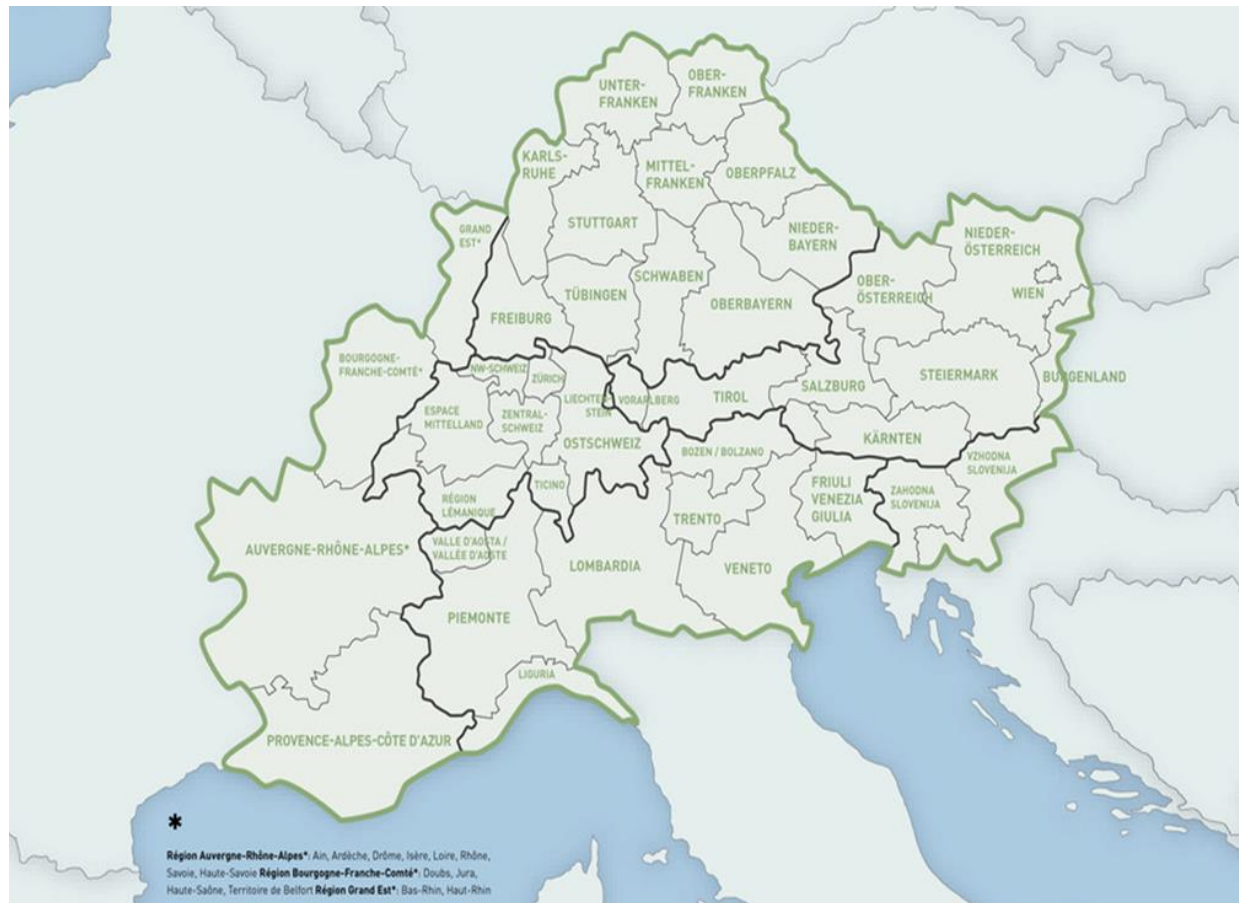 UNTER-
FRANKEN
OBER-
FRANKEN
KARLS-
RUHE
MITTEL-
FRANKEN
OBERPFALZ
GRAND
EST*
STUTTGART
NIEDER-
BAYERN
NIEDER-
ÖSTERREICH
SCHWABEN
OBER-
ÖSTERREICH
WIEN
TÜBINGEN
OBERBAYERN
FREIBURG
BOURGOGNE-
FRANCHE-COMTÉ*
NW-SCHWEIZ
ZÜRICH
STEIERMARK
BURGENLAND
SALZBURG
LIECHTEN-
STEIN
VORARLBERG
TIROL
ESPACE
MITTELLAND
ZENTRAL-
SCHWEIZ
OSTSCHWEIZ
KÄRNTEN
BOZEN / BOLZANO
VZHODNA
SLOVENIJA
TICINO
RÉGION
LÉMANIQUE
FRIULI
VENEZIA
GIULIA
ZAHODNA
SLOVENIJA
TRENTO
AUVERGNE-RHÔNE-ALPES*
VALLE D'AOSTA /
VALLÉE D'AOSTE
LOMBARDIA
VENETO
PIEMONTE
LIGURIA
PROVENCE-ALPES-CÔTE D'AZUR
*
Région Auvergne-Rhône-Alpes*: Ain, Ardèche, Drôme, Isère, Loire, Rhône,
Savoie, Haute-Savoie Région Bourgogne-Franche-Comté*: Doubs, Jura,
Haute-Saône, Territoire de Belfort Région Grand Est*: Bas-Rhin, Haut-Rhin